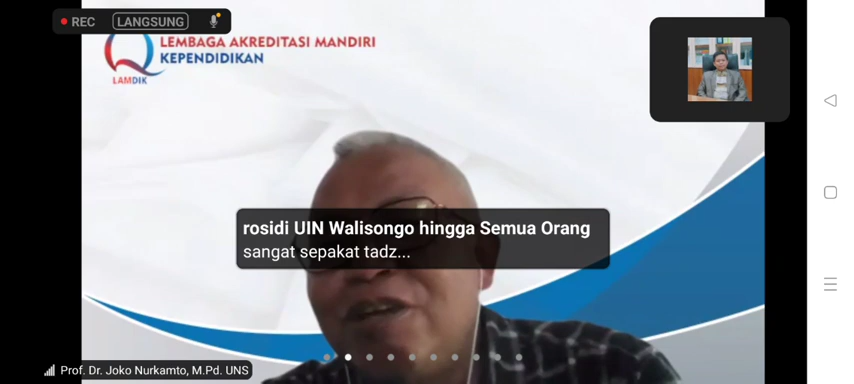 REC
LANGSUNG
LEMBAGA AKREDITASI MANDIRI
KEPENDIDIKAN
LAMDIK
rosidi UIN Walisongo hingga Semua Orang
sangat sepakat tadz...
Prof. Dr. Joko Nurkamto, M.Pd. UNS